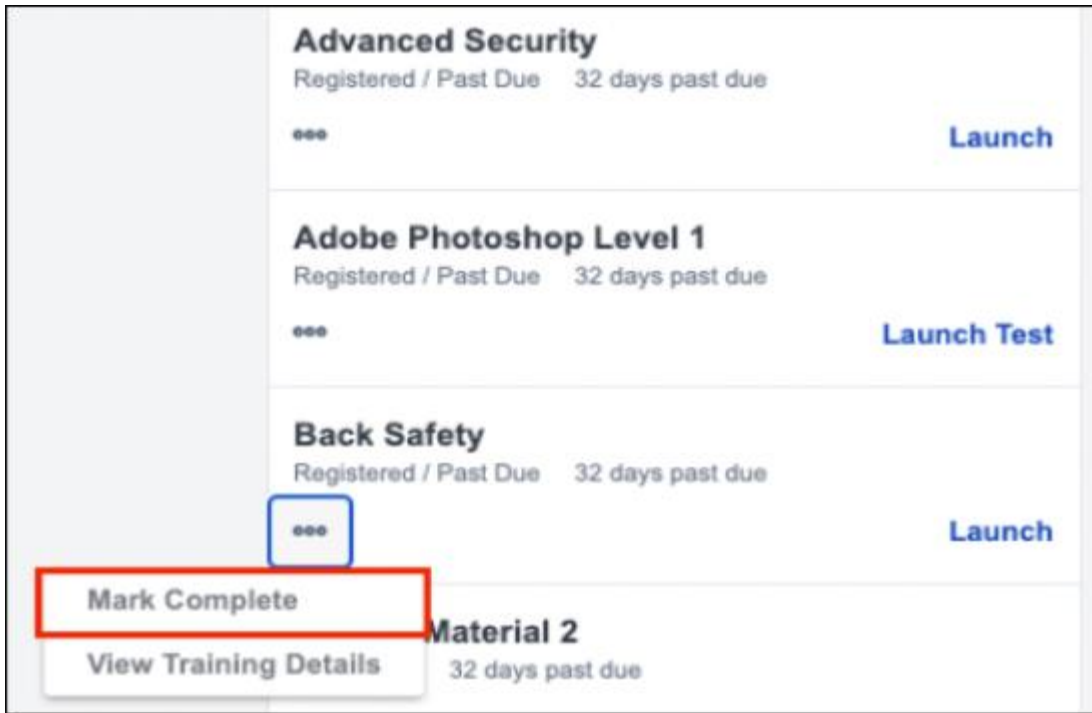 Advanced Security
Registered / Past Due 32 days past due
Launch
Adobe Photoshop Level 1
Registered / Past Due 32 days past due
Launch Test
Back Safety
Registered / Past Due 32 days past due
Launch
Mark Complete
Material 2
View Training Details
32 days past due